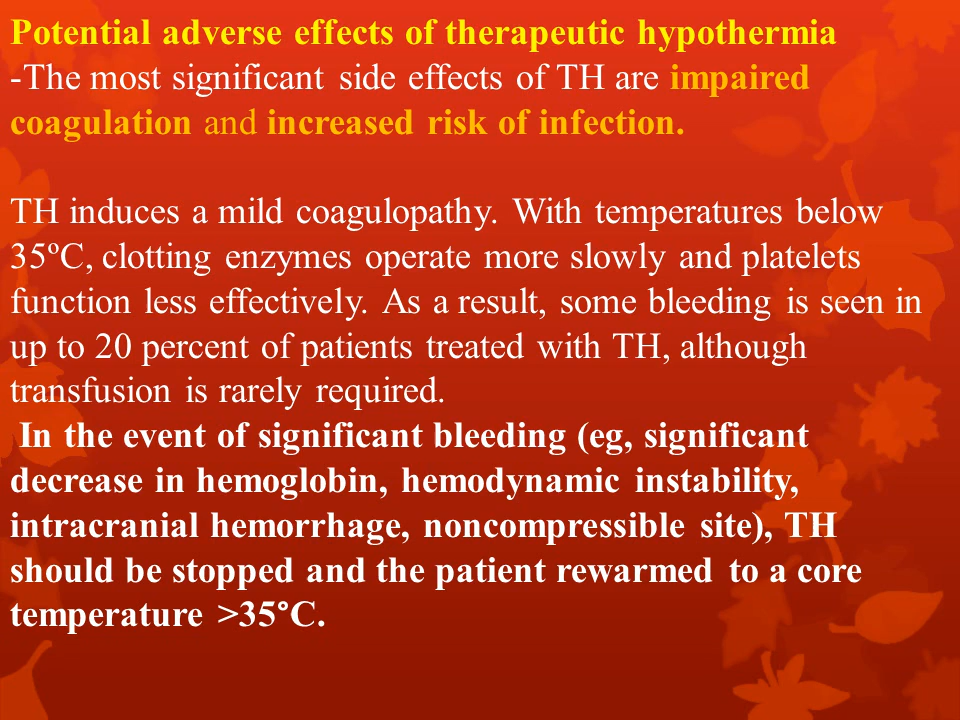 Potential adverse effects of therapeutic hypothermia
-The most significant side effects of TH are impaired
coagulation and increased risk of infection.
TH induces a mild coagulopathy. With temperatures below
35ºC, clotting enzymes operate more slowly and platelets
function less effectively. As a result, some bleeding is seen in
up to 20 percent of patients treated with TH, although
transfusion is rarely required.
In the event of significant bleeding (eg, significant
decrease in hemoglobin, hemodynamic instability,
intracranial hemorrhage, noncompressible site), TH
should be stopped and the patient rewarmed to a core
temperature >35°C.